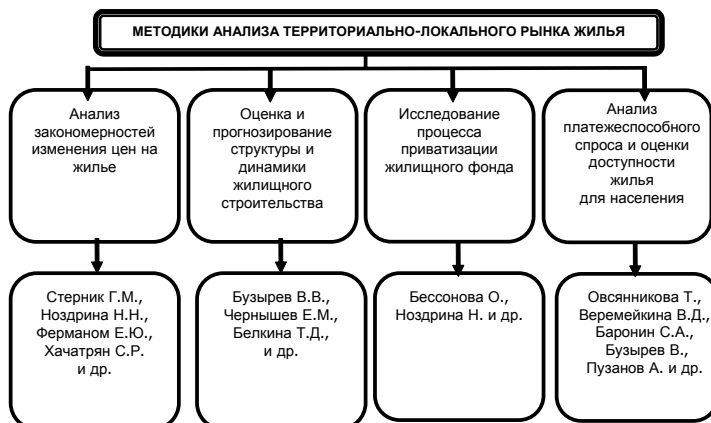 МЕТОДИКИ АНАЛИЗА ТЕРРИТОРИАЛЬНО-ЛОКАЛЬНОГО РЫНКА ЖИЛЬЯ
Анализ
закономерностей
изменения цен на
жилье
Оценка и
прогнозирование
структуры и
динамики
жилищного
строительства
Исследование
процесса
приватизации
жилищного фонда
Анализ
платежеспособного
спроса и оценки
доступности
жилья
для населения
Стерник Г.М.,
Ноздрина Н.Н.,
Ферманом Е.Ю.,
Хачатрян С.Р.
и др.
Бузырев В.В.,
Чернышев Е.М.,
Белкина Т.Д.,
и др.
Бессонова О.,
Ноздрина Н. и др.
Овсянникова Т.,
Веремейкина В.Д.,
Баронин С.А.,
Бузырев В.,
Пузанов А. и др.